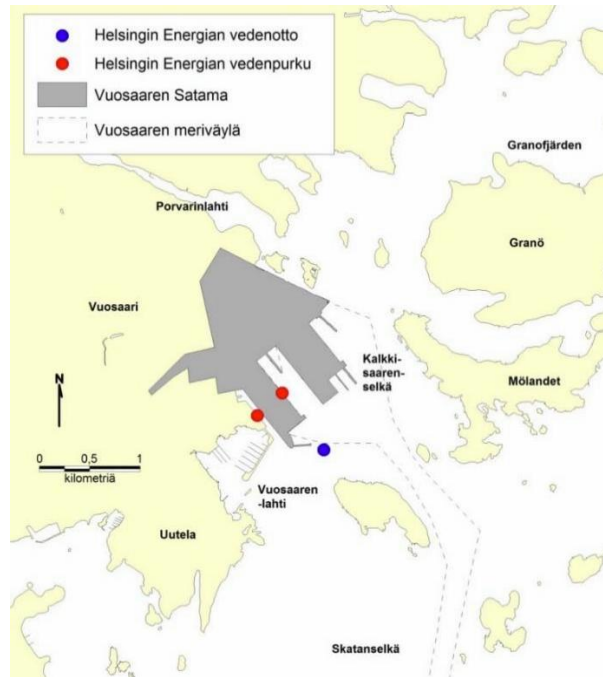 Helsingin Energian vedenotto
Helsingin Energian vedenpurku
Vuosaaren Satama
Vuosaaren meriväylä
Granofjärden
Porvarinlahti
Granö
Vuosaari
Kalkki-
saaren-
selkä
Mölandet
N
0 0,5 1
kilometriä
Vuosaaren
-lahti
Uutela
Skatanselkä